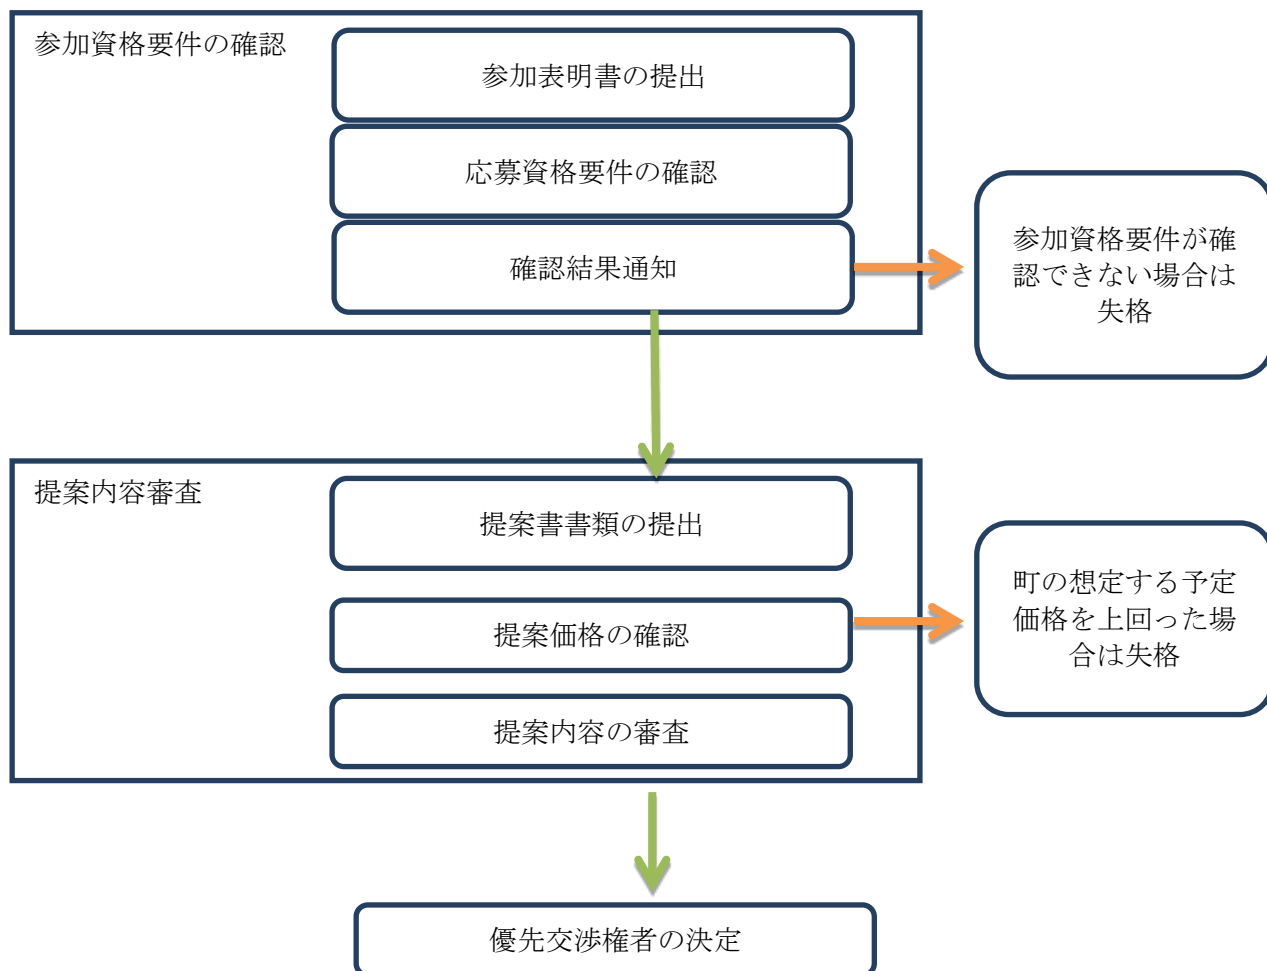 参加資格要件の確認
参加表明書の提出
応募資格要件の確認
確認結果通知
参加資格要件が確
認できない場合は
失格
提案内容審査
提案書書類の提出
提案価格の確認
町の想定する予定
価格を上回った場
合は失格
提案内容の審査
優先交渉権者の決定